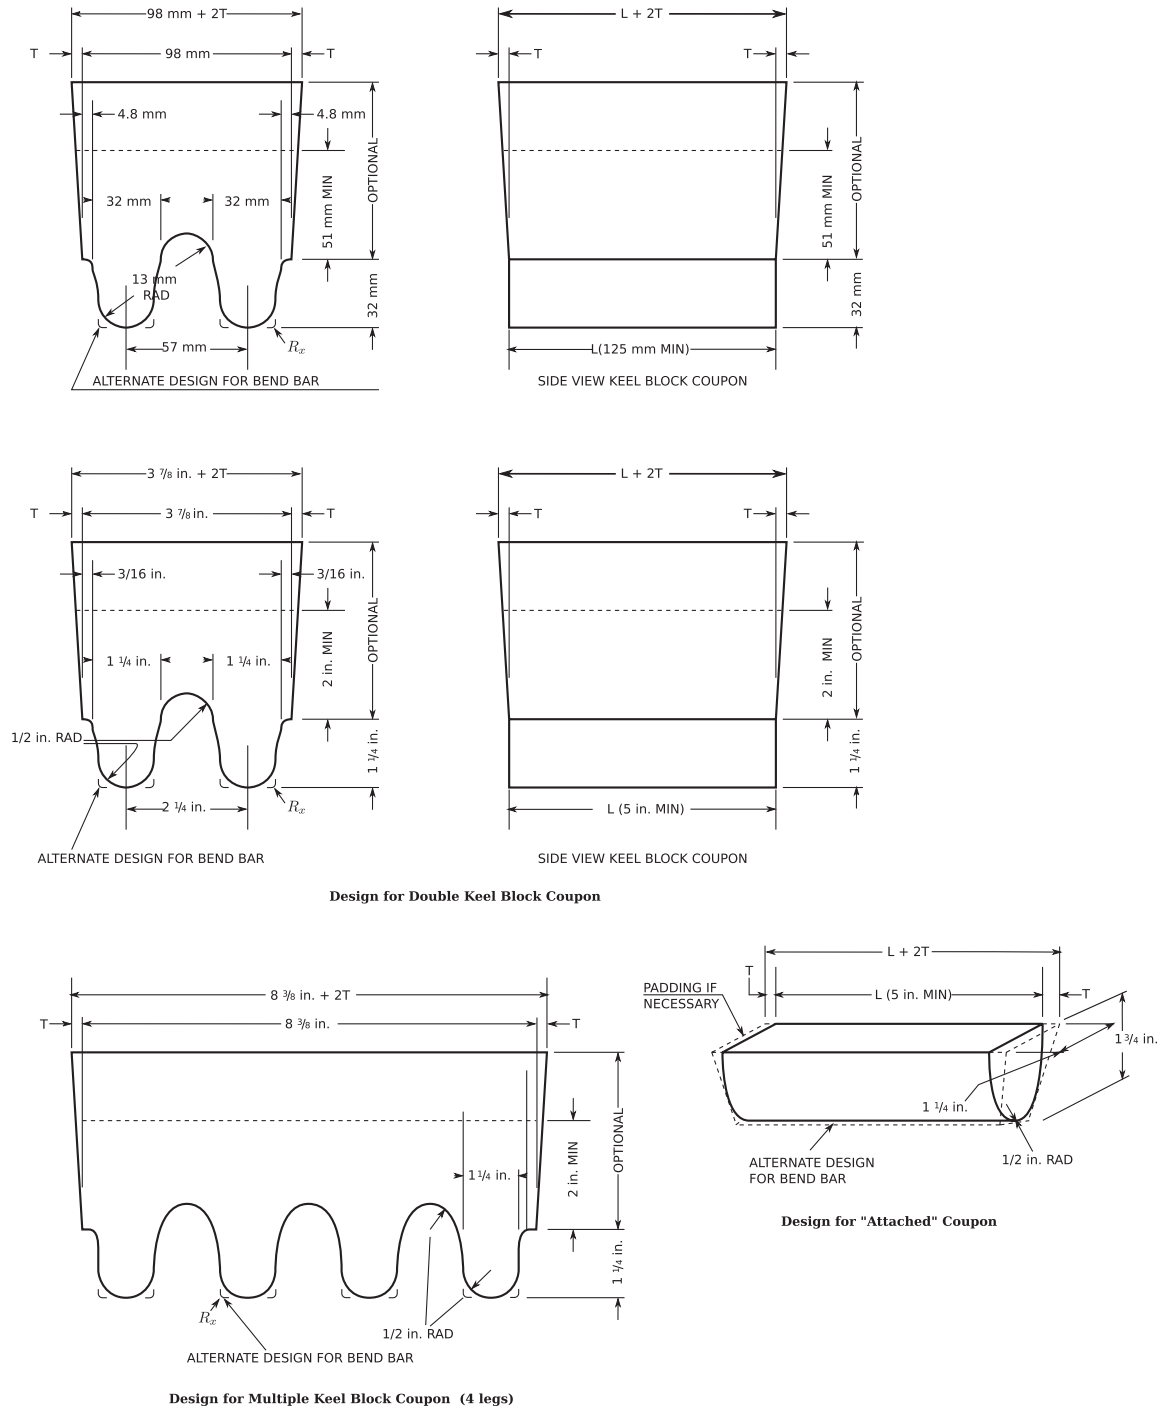 98 mm + 2T
L + 2T
T
98 mm
T
T
T
4.8 mm
4.8 mm
OPTIONAL
OPTIONAL
51 mm MIN
51 mm MIN
32 mm
32 mm
13 mm
RAD
32 mm
32 mm
57 mm
Rx
L(125 mm MIN)
ALTERNATE DESIGN FOR BEND BAR
SIDE VIEW KEEL BLOCK COUPON
3 7/8 in. + 2T
L + 2T
T
3 7/8 in.
T
T
T
3/16 in.
3/16 in.
OPTIONAL
OPTIONAL
2 in. MIN
2 in. MIN
1 1/4 in.
1 1/4 in.
1/2 in. RAD
1 1/4 in.
1 1/4 in.
2 1/4 in.
Rx
L (5 in. MIN)
ALTERNATE DESIGN FOR BEND BAR
SIDE VIEW KEEL BLOCK COUPON
Design for Double Keel Block Coupon
8 3/8 in. + 2T
T
8 3/8 in.
T
OPTIONAL
2 in. MIN
1 1/4 in.
1 1/4 in.
Rx
1/2 in. RAD
ALTERNATE DESIGN FOR BEND BAR
Design for Multiple Keel Block Coupon (4 legs)
L + 2T
T
PADDING IF
NECESSARY
L (5 in. MIN)
T
1 3/4 in.
1 1/4 in.
1/2 in. RAD
ALTERNATE DESIGN
FOR BEND BAR
Design for "Attached" Coupon